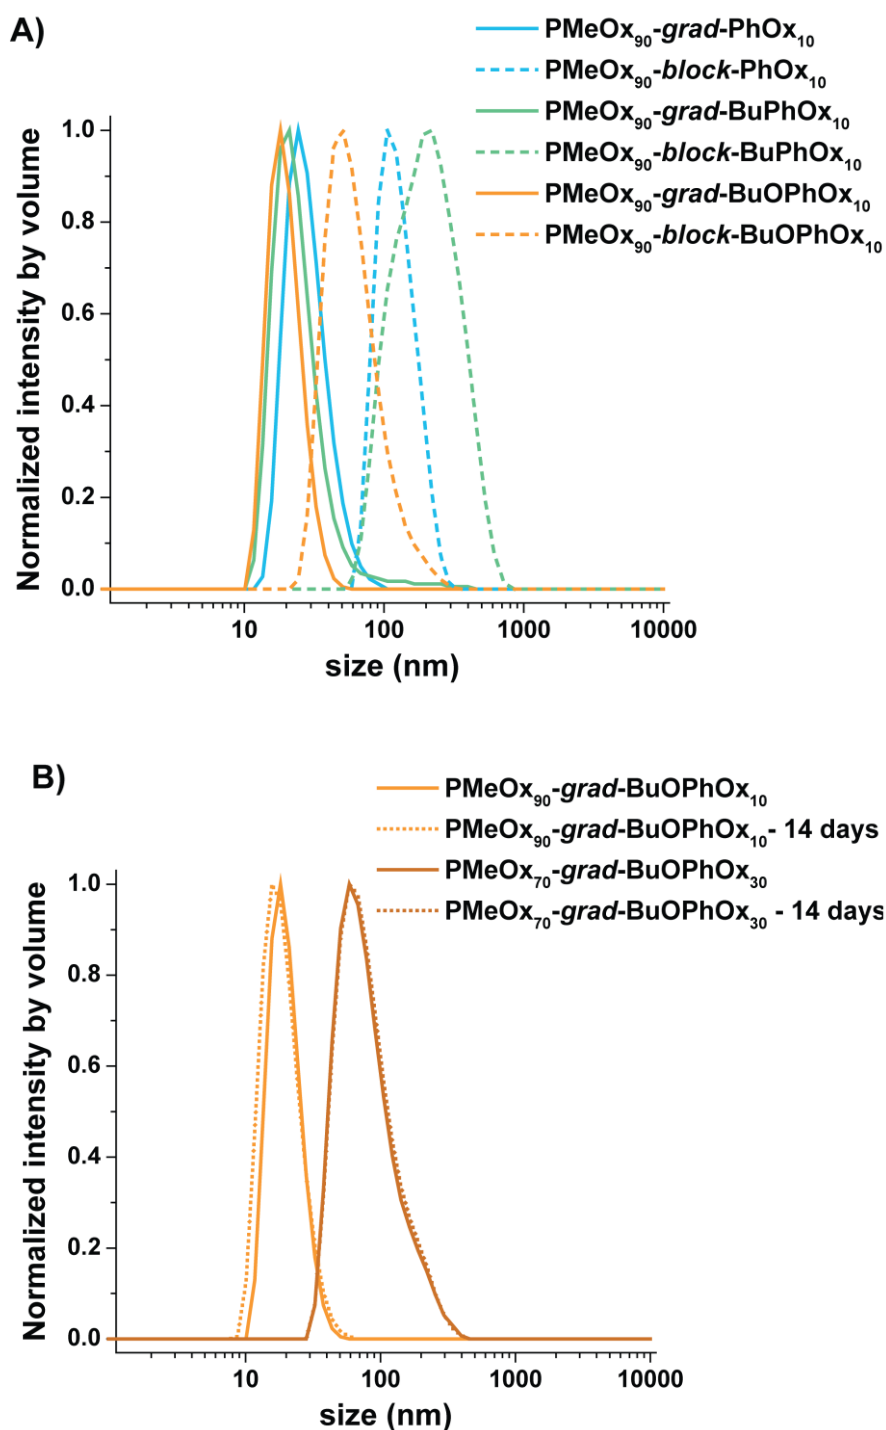 A)
PMeOx₉₀-grad-PhOx₁₀
PMeOx₉₀-block-PhOx₁₀
PMeOx₉₀-grad-BuPhOx₁₀
PMeOx₉₀-block-BuPhOx₁₀
PMeOx₉₀-grad-BuOPhOx₁₀
PMeOx₉₀-block-BuOPhOx₁₀
Normalized intensity by volume
1.0
0.8
0.6
0.4
0.2
0.0
10 100 1000 10000
size (nm)
B)
PMeOx₉₀-grad-BuOPhOx₁₀
PMeOx₉₀-grad-BuOPhOx₁₀- 14 days
PMeOx₇₀-grad-BuOPhOx₃₀
PMeOx₇₀-grad-BuOPhOx₃₀ - 14 days
Normalized intensity by volume
1.0
0.8
0.6
0.4
0.2
0.0
10 100 1000 10000
size (nm)